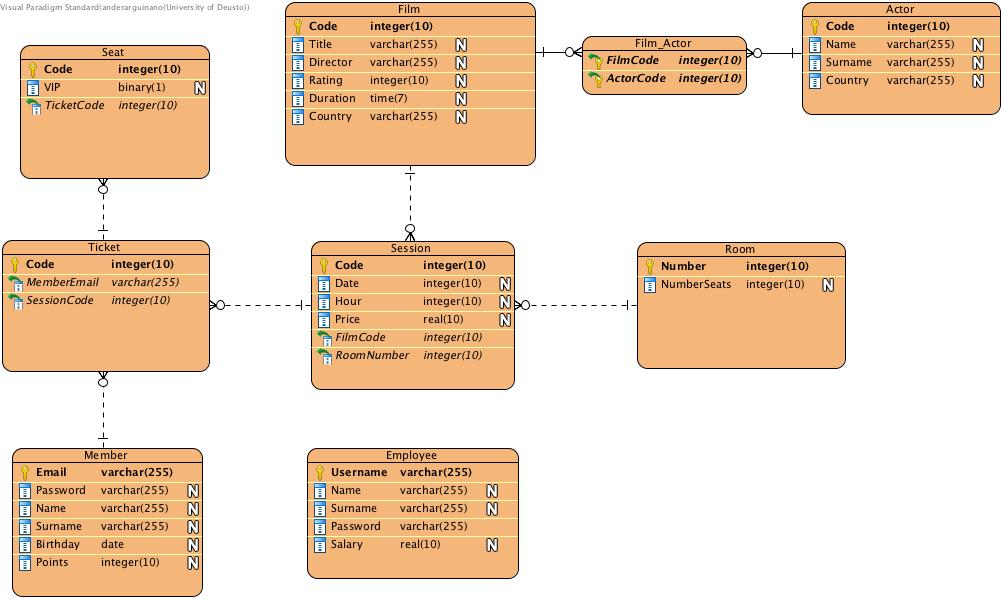 Visual Paradigm Standard(anderarguinano(University of Deusto))
Seat
Code integer(10)
VIP binary(1) N
TicketCode integer(10)
Film
Code integer(10)
Title varchar(255) N
Director varchar(255) N
Rating integer(10) N
Duration time(7) N
Country varchar(255) N
Film_Actor
FilmCode integer(10)
ActorCode integer(10)
Actor
Code integer(10)
Name varchar(255) N
Surname varchar(255) N
Country varchar(255) N
Ticket
Code integer(10)
MemberEmail varchar(255)
SessionCode integer(10)
Session
Code integer(10)
Date integer(10) N
Hour integer(10) N
Price real(10) N
FilmCode integer(10)
RoomNumber integer(10)
Room
Number integer(10)
NumberSeats integer(10) N
Member
Email varchar(255)
Password varchar(255) N
Name varchar(255) N
Surname varchar(255) N
Birthday date N
Points integer(10) N
Employee
Username varchar(255)
Name varchar(255) N
Surname varchar(255) N
Password varchar(255)
Salary real(10) N